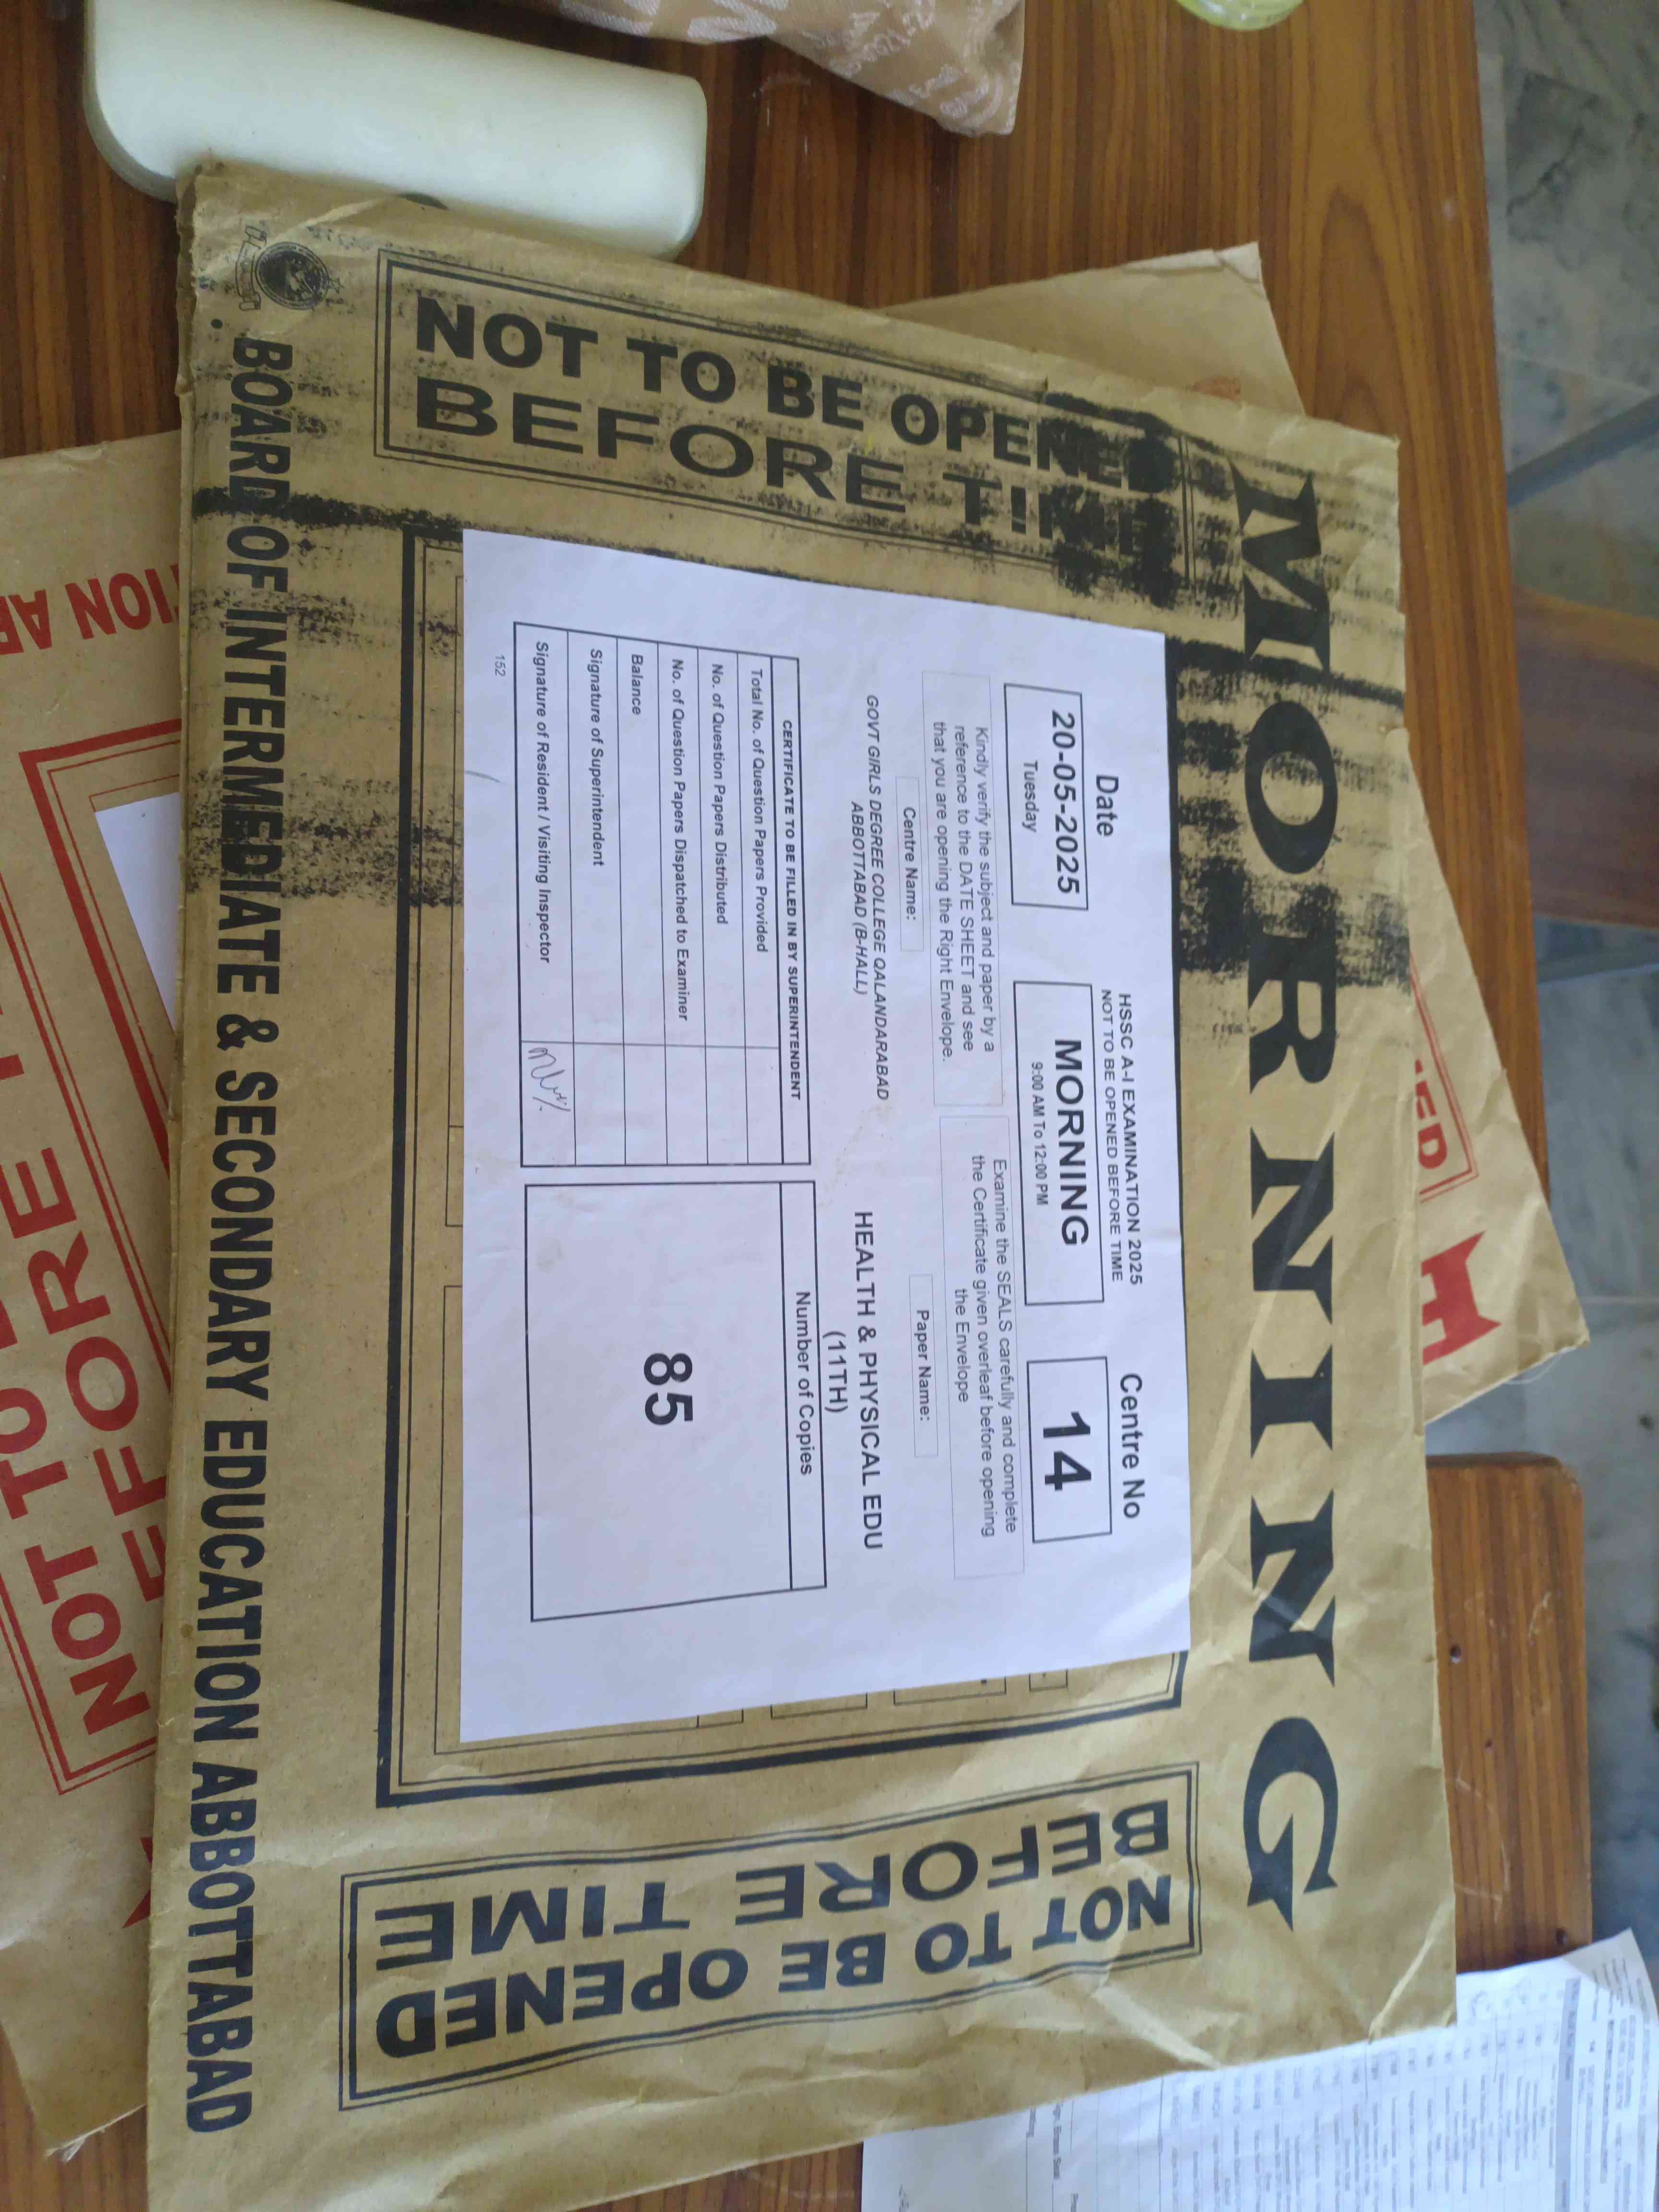 MORNING
NOT TO BE OPENED
BEFORE TIME
Date
20-05-2025
Tuesday
HSSC A-I EXAMINATION 2025
NOT TO BE OPENED BEFORE TIME
MORNING
9:00 AM To 12:00 PM
Centre No
14
Kindly verify the subject and paper by a
reference to the DATE SHEET and see
that you are opening the Right Envelope.
Examine the SEALS carefully and complete
the Certificate given overleaf before opening
the Envelope
Centre Name:
GOVT GIRLS DEGREE COLLEGE QALANDARABAD
ABBOTTABAD (B-HALL)
Paper Name:
HEALTH & PHYSICAL EDU
(11TH)
CERTIFICATE TO BE FILLED IN BY SUPERINTENDENT
Total No. of Question Papers Provided
No. of Question Papers Distributed
No. of Question Papers Dispatched to Examiner
Balance
Signature of Superintendent
Signature of Resident / Visiting Inspector
Number of Copies
85
152
NOT TO BE OPENED
BEFORE TIME
BOARD OF INTERMEDIATE & SECONDARY EDUCATION ABBOTTABAD
NOT TO